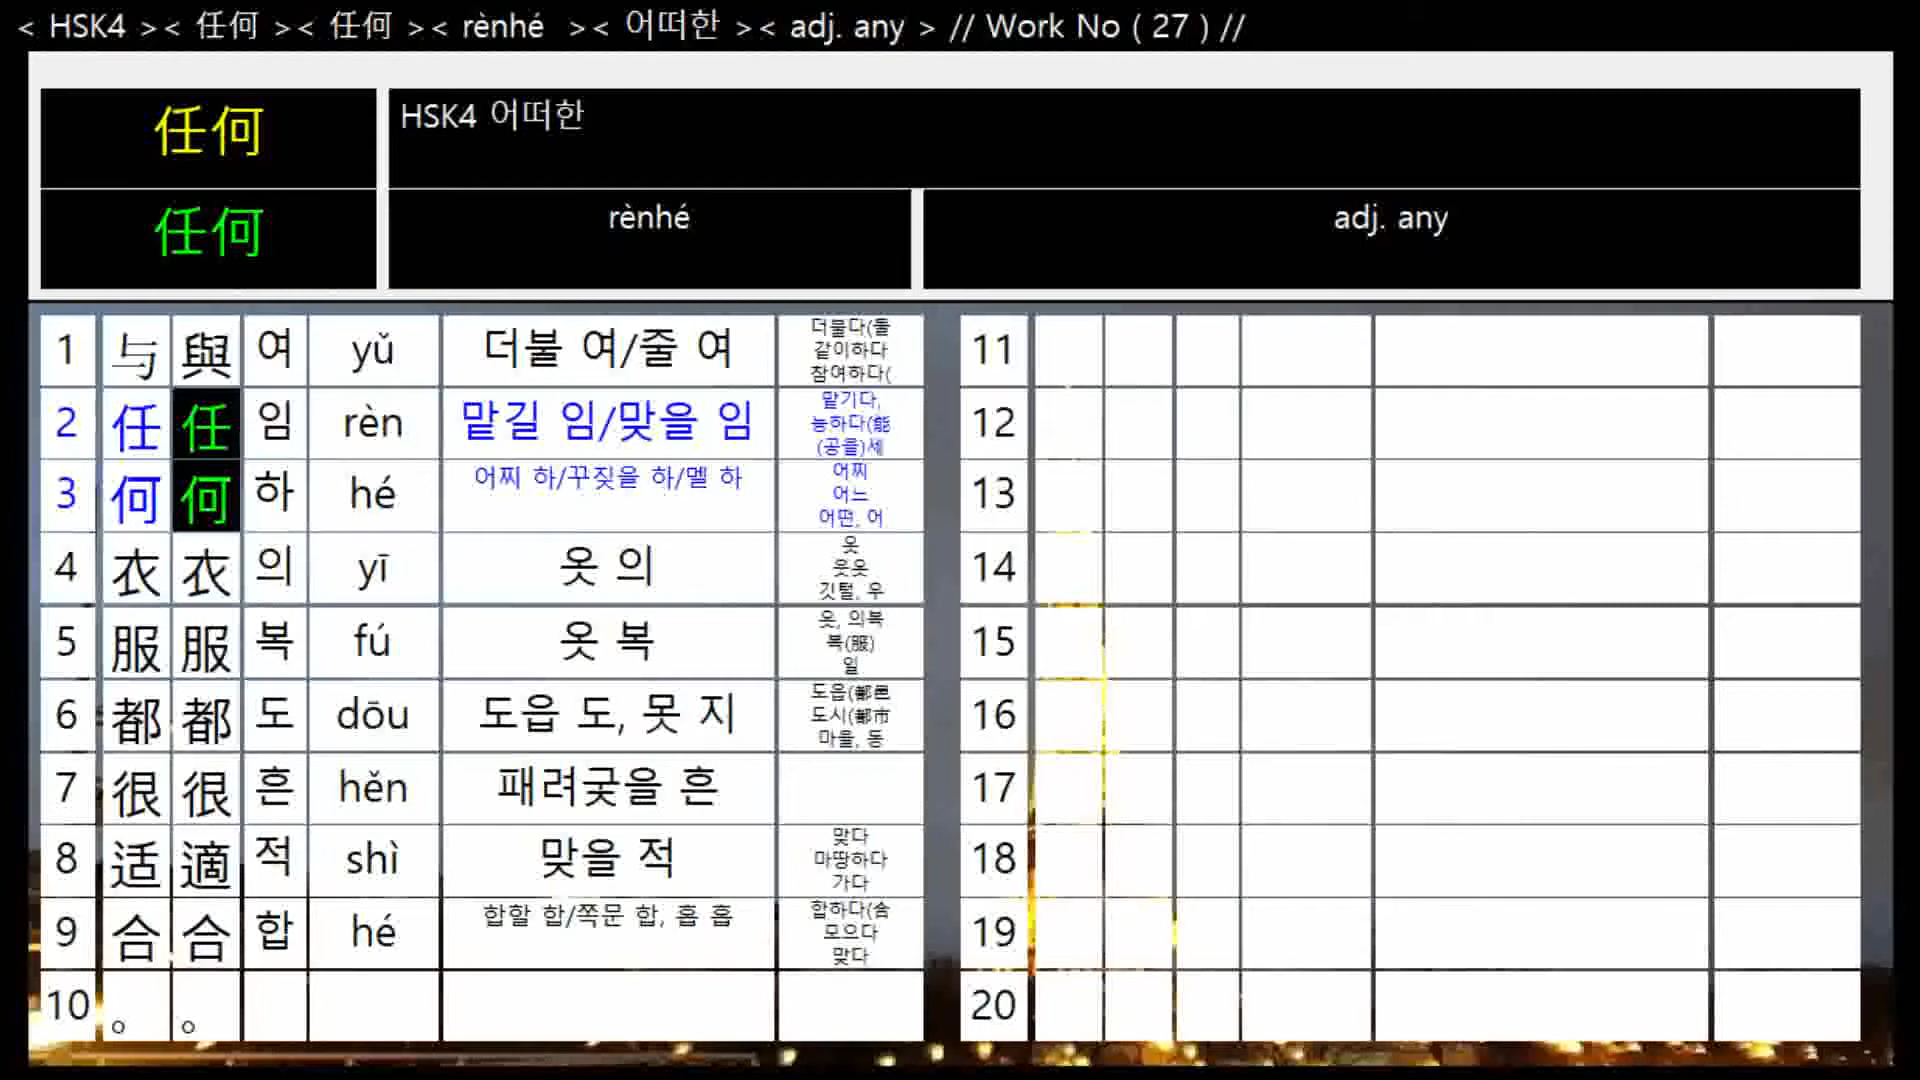 < HSK4 >< 任何 >< 任何 >< rènhé >< 어떠한 >< adj. any > // Work No ( 27 ) //
任何
HSK4 어떠한
任何
rènhé
adj. any
1 与 與 여 yǔ 더불 여/줄 여 더불다(둘 같이하다 참여하다(
2 任 任 임 rèn 맡길 임/맞을 임 맡기다, 능하다(能 (공을)세
3 何 何 하 hé 어찌 하/꾸짖을 하/멜 하 어찌 어느 어떤, 어
4 衣 衣 의 yī 옷 의 옷 웃옷 깃털, 우
5 服 服 복 fú 옷 복 옷, 의복 복(服) 일
6 都 都 도 dōu 도읍 도, 못 지 도읍(都邑 도시(都市 마을, 동
7 很 很 흔 hěn 패려궂을 흔
8 适 適 적 shì 맞을 적 맞다 마땅하다 가다
9 合 合 합 hé 합할 합/쪽문 합, 홉 홉 합하다(合 모으다 맞다
10 。 。
11
12
13
14
15
16
17
18
19
20